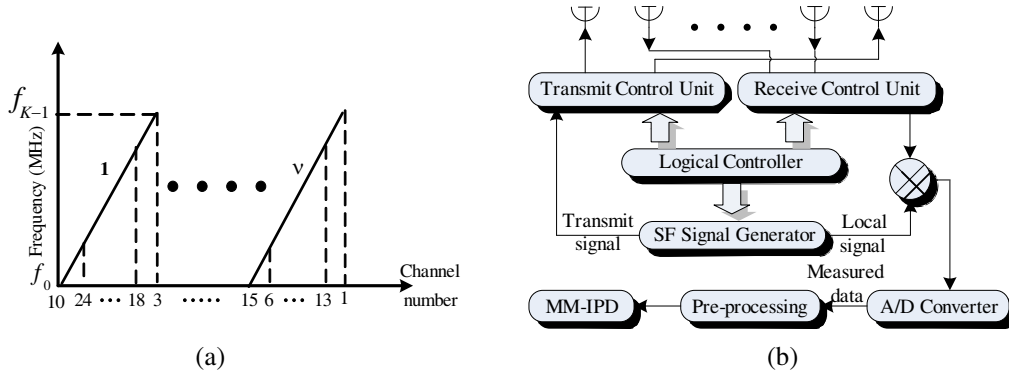 f_{K-1}
Frequency (MHz)
f_0
1
ν
10 24 ... 18 3 ..... 15 6 ... 13 1
Channel
number
(a)
Transmit Control Unit
Receive Control Unit
Logical Controller
Transmit
signal
SF Signal Generator
Local
signal
Measured
data
MM-IPD
Pre-processing
A/D Converter
(b)